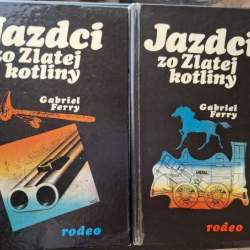 Jazdci
zo Zlatej
kotliny
Gabriel
Ferry
rodeo
Jazdci
zo Zlatej
kotliny
Gabriel
Ferry
rodeo